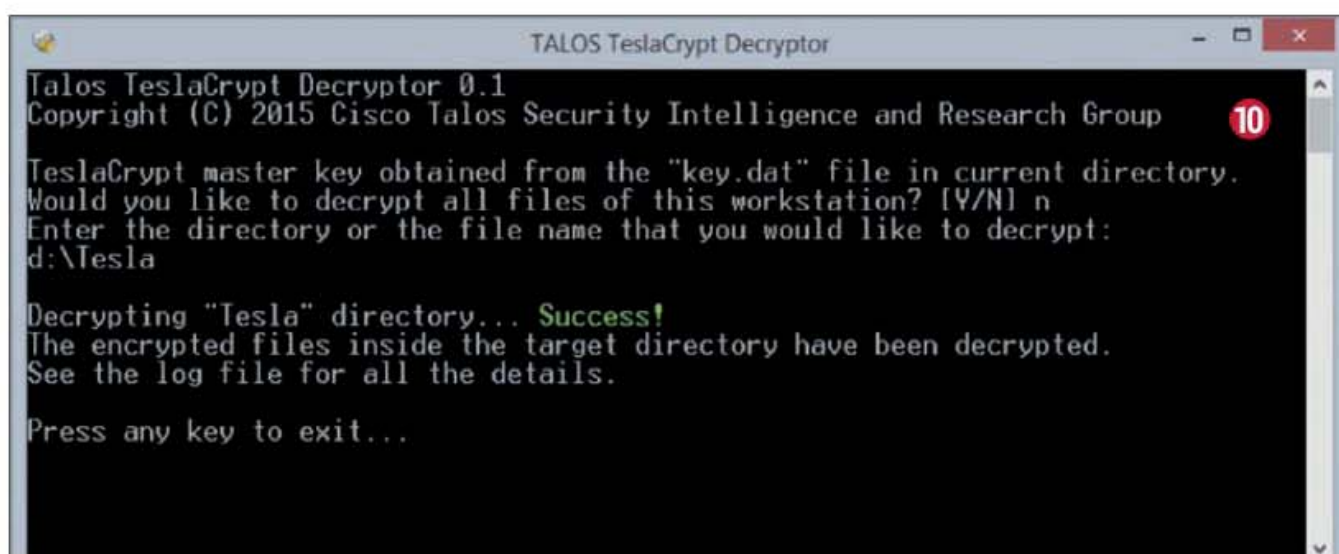 TALOS TeslaCrypt Decryptor
Talos TeslaCrypt Decryptor 0.1
Copyright (C) 2015 Cisco Talos Security Intelligence and Research Group
10
TeslaCrypt master key obtained from the "key.dat" file in current directory.
Would you like to decrypt all files of this workstation? [Y/N] n
Enter the directory or the file name that you would like to decrypt:
d:\Tesla
Decrypting "Tesla" directory... Success!
The encrypted files inside the target directory have been decrypted.
See the log file for all the details.
Press any key to exit...